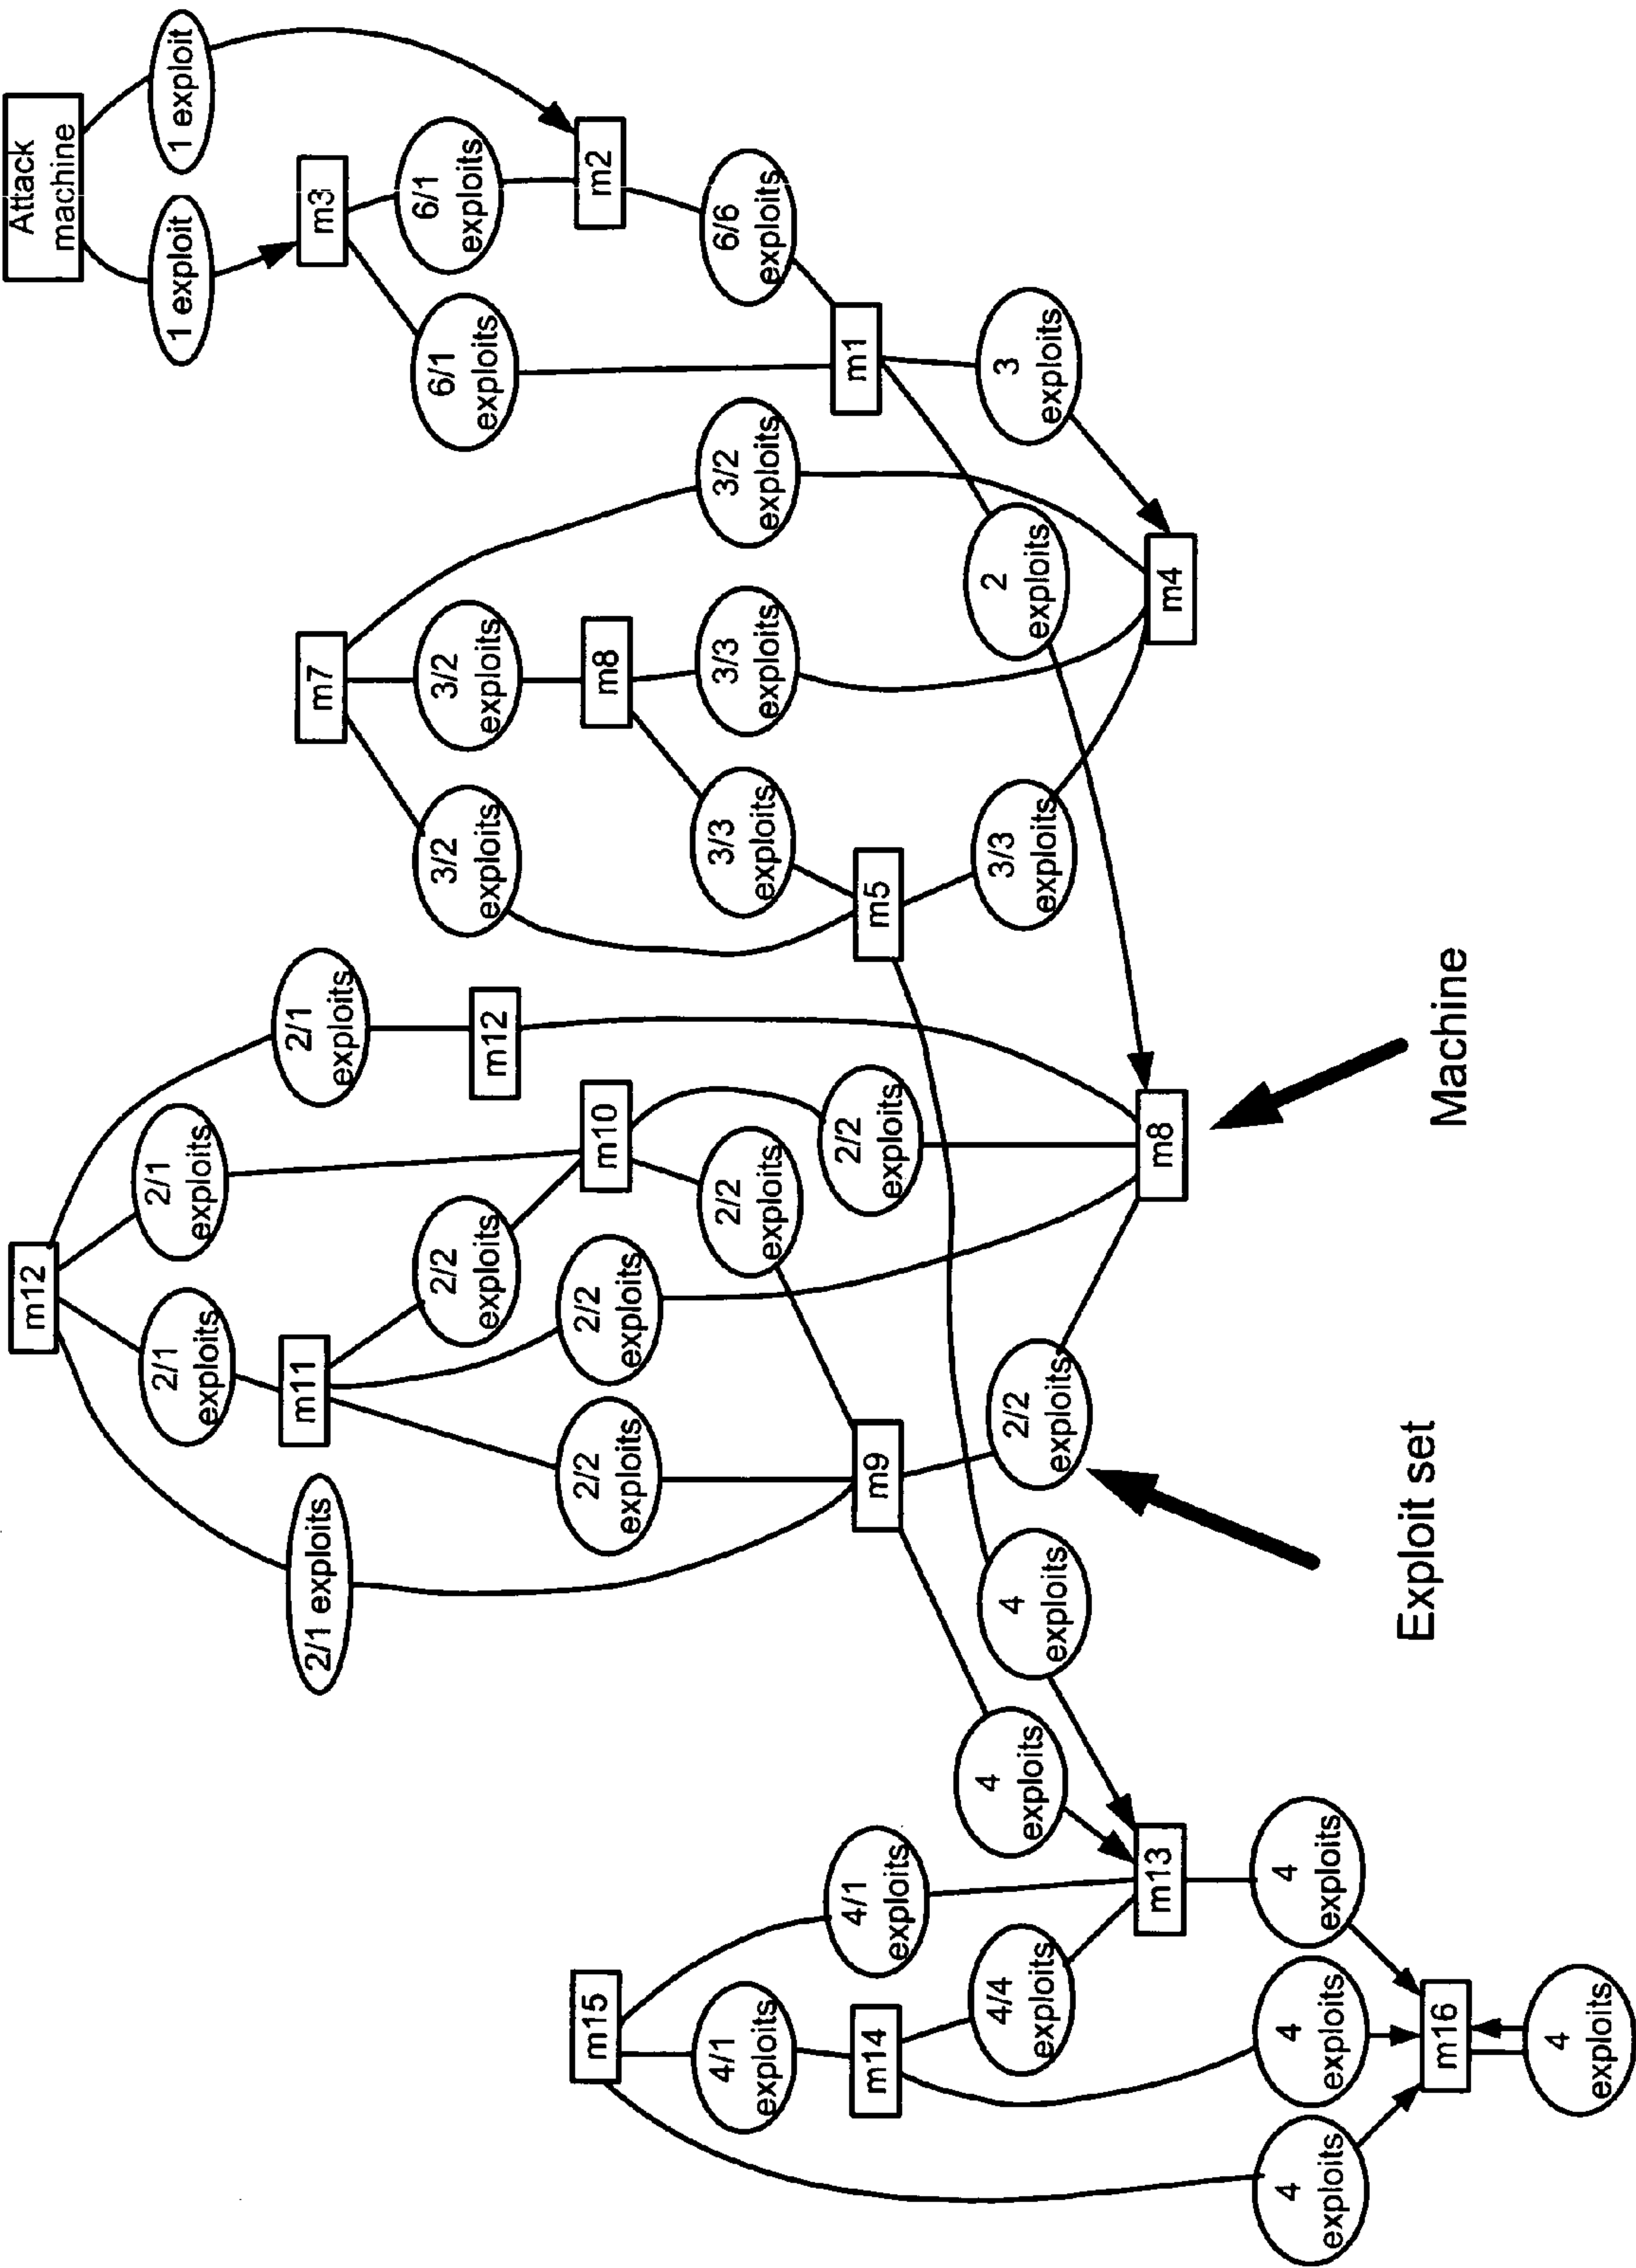 Attack
machine
1 exploit
1 exploit
m3
6/1
exploits
m2
6/1
exploits
6/6
exploits
m1
3
exploits
2
exploits
m4
m7
3/2
exploits
3/2
exploits
3/2
exploits
m8
3/3
exploits
3/3
exploits
m5
3/3
exploits
m12
2/1
exploits
2/1
exploits
2/1
exploits
2/1 exploits
m12
m11
m10
2/2
exploits
2/2
exploits
2/2
exploits
2/2
exploits
2/2
exploits
m9
m8
2/2
exploits
Machine
Exploit set
4
exploits
4
exploits
m15
4/1
exploits
4/1
exploits
m14
4/4
exploits
m13
4
exploits
4
exploits
4
exploits
m16
4
exploits